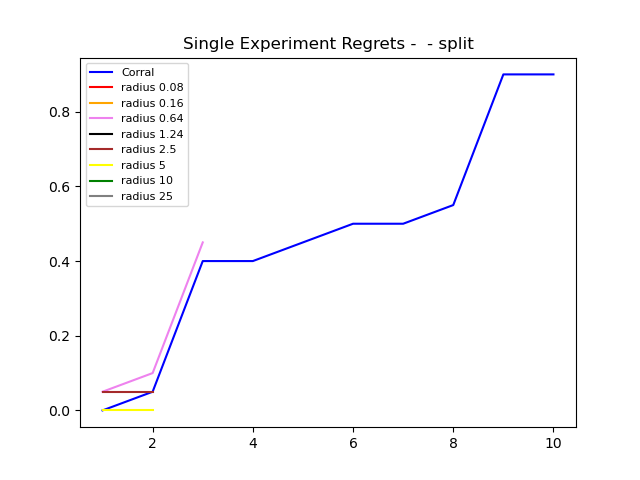 Single Experiment Regrets -  - split
Corral
radius 0.08
radius 0.16
radius 0.64
radius 1.24
radius 2.5
radius 5
radius 10
radius 25
0.8
0.6
0.4
0.2
0.0
2 4 6 8 10